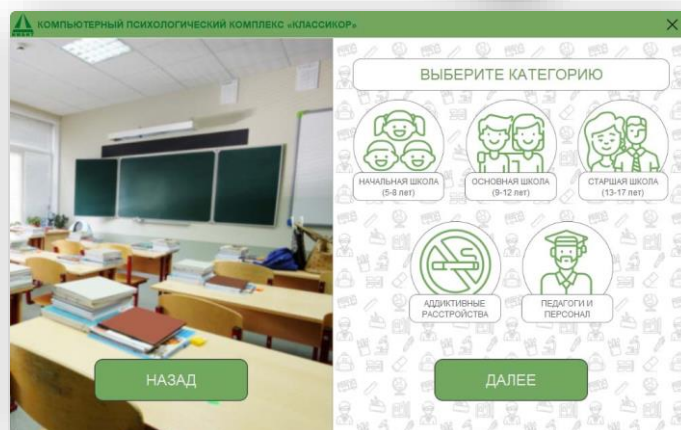 КОМПЬЮТЕРНЫЙ ПСИХОЛОГИЧЕСКИЙ КОМПЛЕКС «КЛАССИКОР»
ВЫБЕРИТЕ КАТЕГОРИЮ
НАЧАЛЬНАЯ ШКОЛА
(5-8 лет)
ОСНОВНАЯ ШКОЛА
(9-12 лет)
СТАРШАЯ ШКОЛА
(13-17 лет)
АДДИКТИВНЫЕ
РАССТРОЙСТВА
ПЕДАГОГИ И
ПЕРСОНАЛ
НАЗАД
ДАЛЕЕ